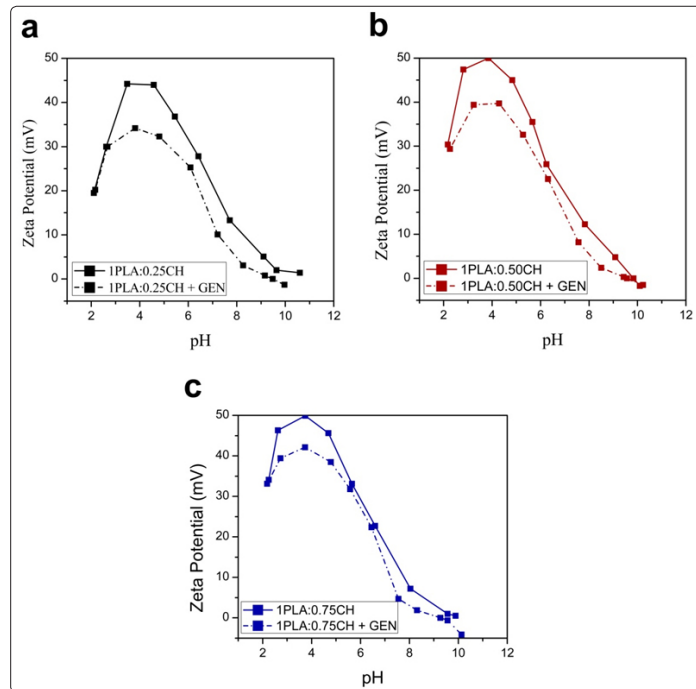 a
50
40
30
20
10
0
Zeta Potential (mV)
1PLA:0.25CH
1PLA:0.25CH + GEN
2 4 6 8 10 12
pH
b
50
40
30
20
10
0
Zeta Potential (mV)
1PLA:0.50CH
1PLA:0.50CH + GEN
2 4 6 8 10 12
pH
c
50
40
30
20
10
0
Zeta Potential (mV)
1PLA:0.75CH
1PLA:0.75CH + GEN
2 4 6 8 10 12
pH